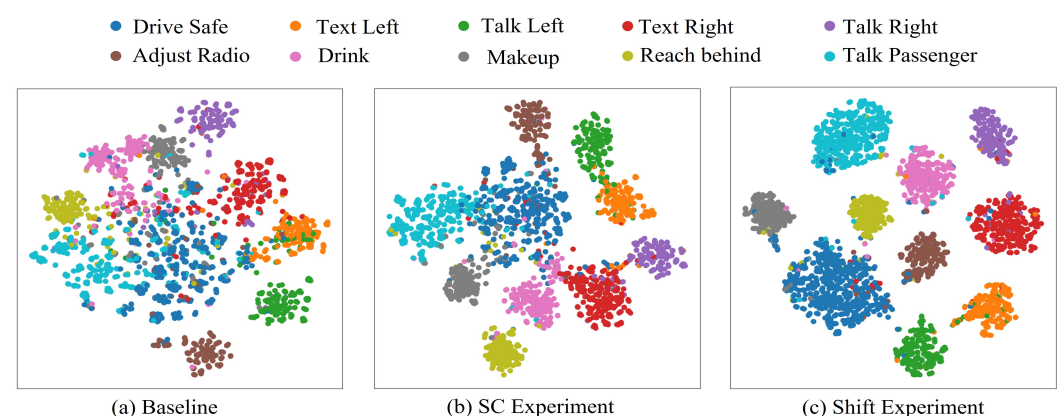 Drive Safe Text Left Talk Left Text Right Talk Right
Adjust Radio Drink Makeup Reach behind Talk Passenger
(a) Baseline (b) SC Experiment (c) Shift Experiment